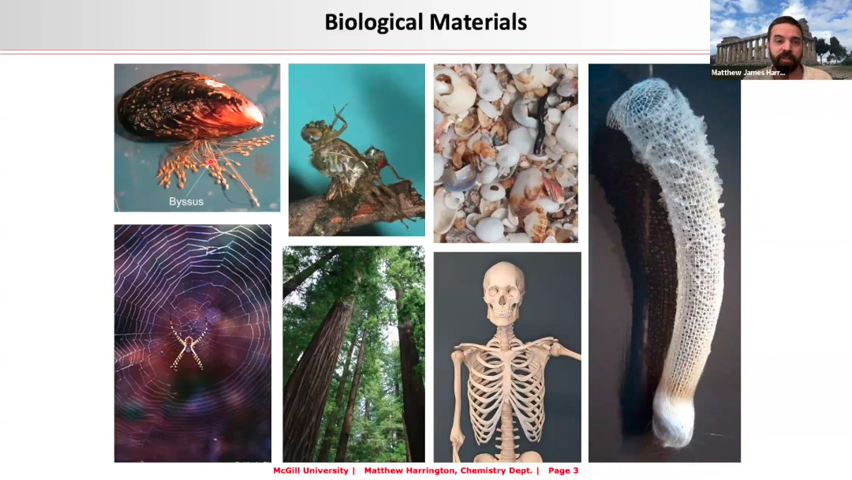 Biological Materials
Matthew James Harr...
Byssus
McGill University | Matthew Harrington, Chemistry Dept. | Page 3